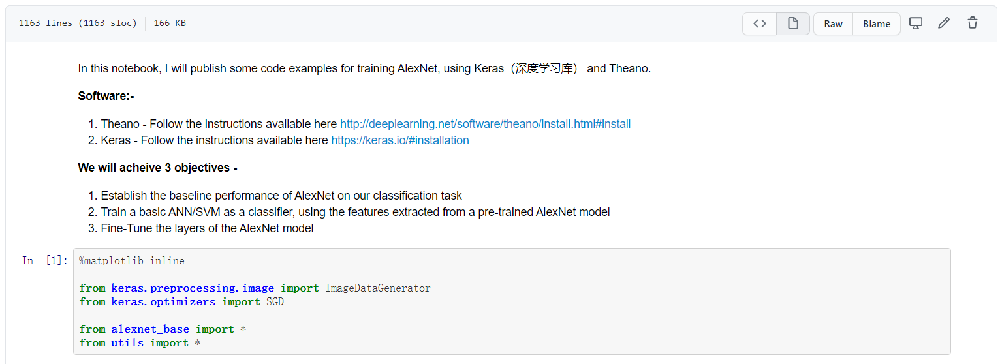 1163 lines (1163 sloc) 166 KB Raw Blame
In this notebook, I will publish some code examples for training AlexNet, using Keras（深度学习库） and Theano.
Software:-
1. Theano - Follow the instructions available here http://deeplearning.net/software/theano/install.html#install
2. Keras - Follow the instructions available here https://keras.io/#installation
We will acheive 3 objectives -
1. Establish the baseline performance of AlexNet on our classification task
2. Train a basic ANN/SVM as a classifier, using the features extracted from a pre-trained AlexNet model
3. Fine-Tune the layers of the AlexNet model
In [1]: %matplotlib inline
from keras.preprocessing.image import ImageDataGenerator
from keras.optimizers import SGD
from alexnet_base import *
from utils import *